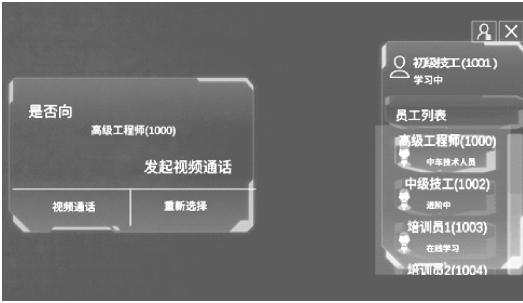 是否向
高级工程师(1000)
发起视频通话
视频通话
重新选择
初级技工(1001)
学习中
员工列表
高级工程师(1000)
中车技术人员
中级技工(1002)
进阶中
培训员1(1003)
在线学习
培训员2(1004)